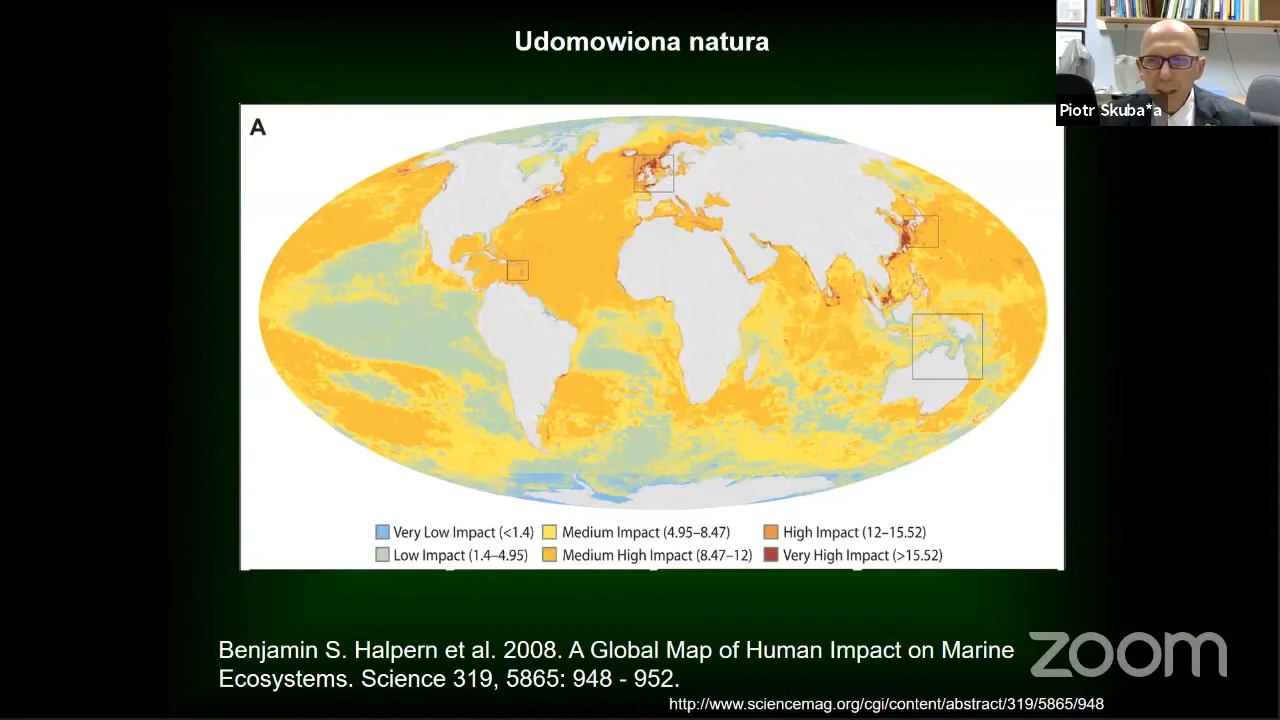 Udomowiona natura
Piotr Skuba*a
A
Very Low Impact (<1.4) Medium Impact (4.95–8.47) High Impact (12–15.52)
Low Impact (1.4–4.95) Medium High Impact (8.47–12) Very High Impact (>15.52)
Benjamin S. Halpern et al. 2008. A Global Map of Human Impact on Marine
Ecosystems. Science 319, 5865: 948 - 952.
zoom
http://www.sciencemag.org/cgi/content/abstract/319/5865/948